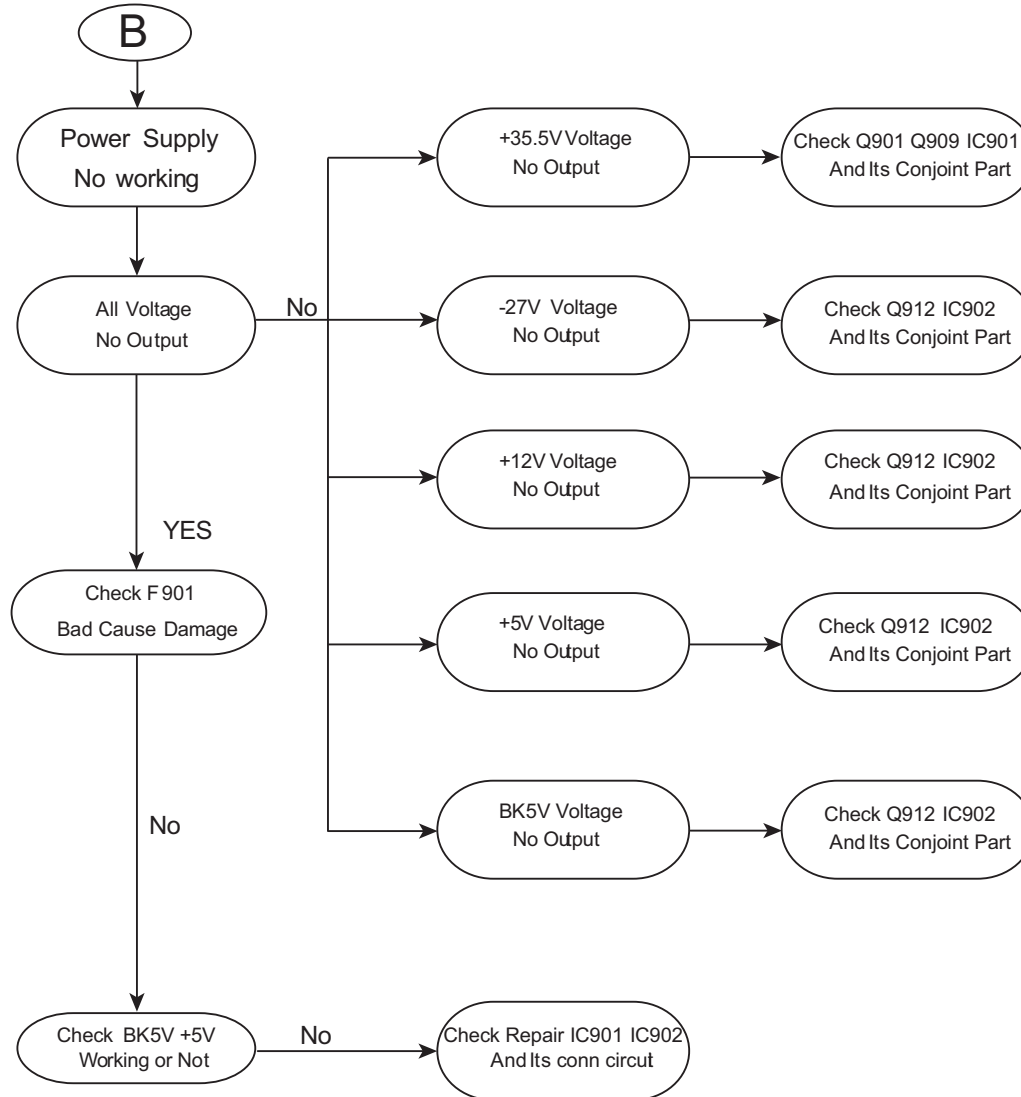 B
Power Supply
No working
All Voltage
No Output
No
YES
Check F901
Bad Cause Damage
No
Check BK5V +5V
Working or Not
No
Check Repair IC901 IC902
And Its conn circut
+35.5V Voltage
No Output
Check Q901 Q909 IC901
And Its Conjoint Part
-27V Voltage
No Output
Check Q912 IC902
And Its Conjoint Part
+12V Voltage
No Output
Check Q912 IC902
And Its Conjoint Part
+5V Voltage
No Output
Check Q912 IC902
And Its Conjoint Part
BK5V Voltage
No Output
Check Q912 IC902
And Its Conjoint Part